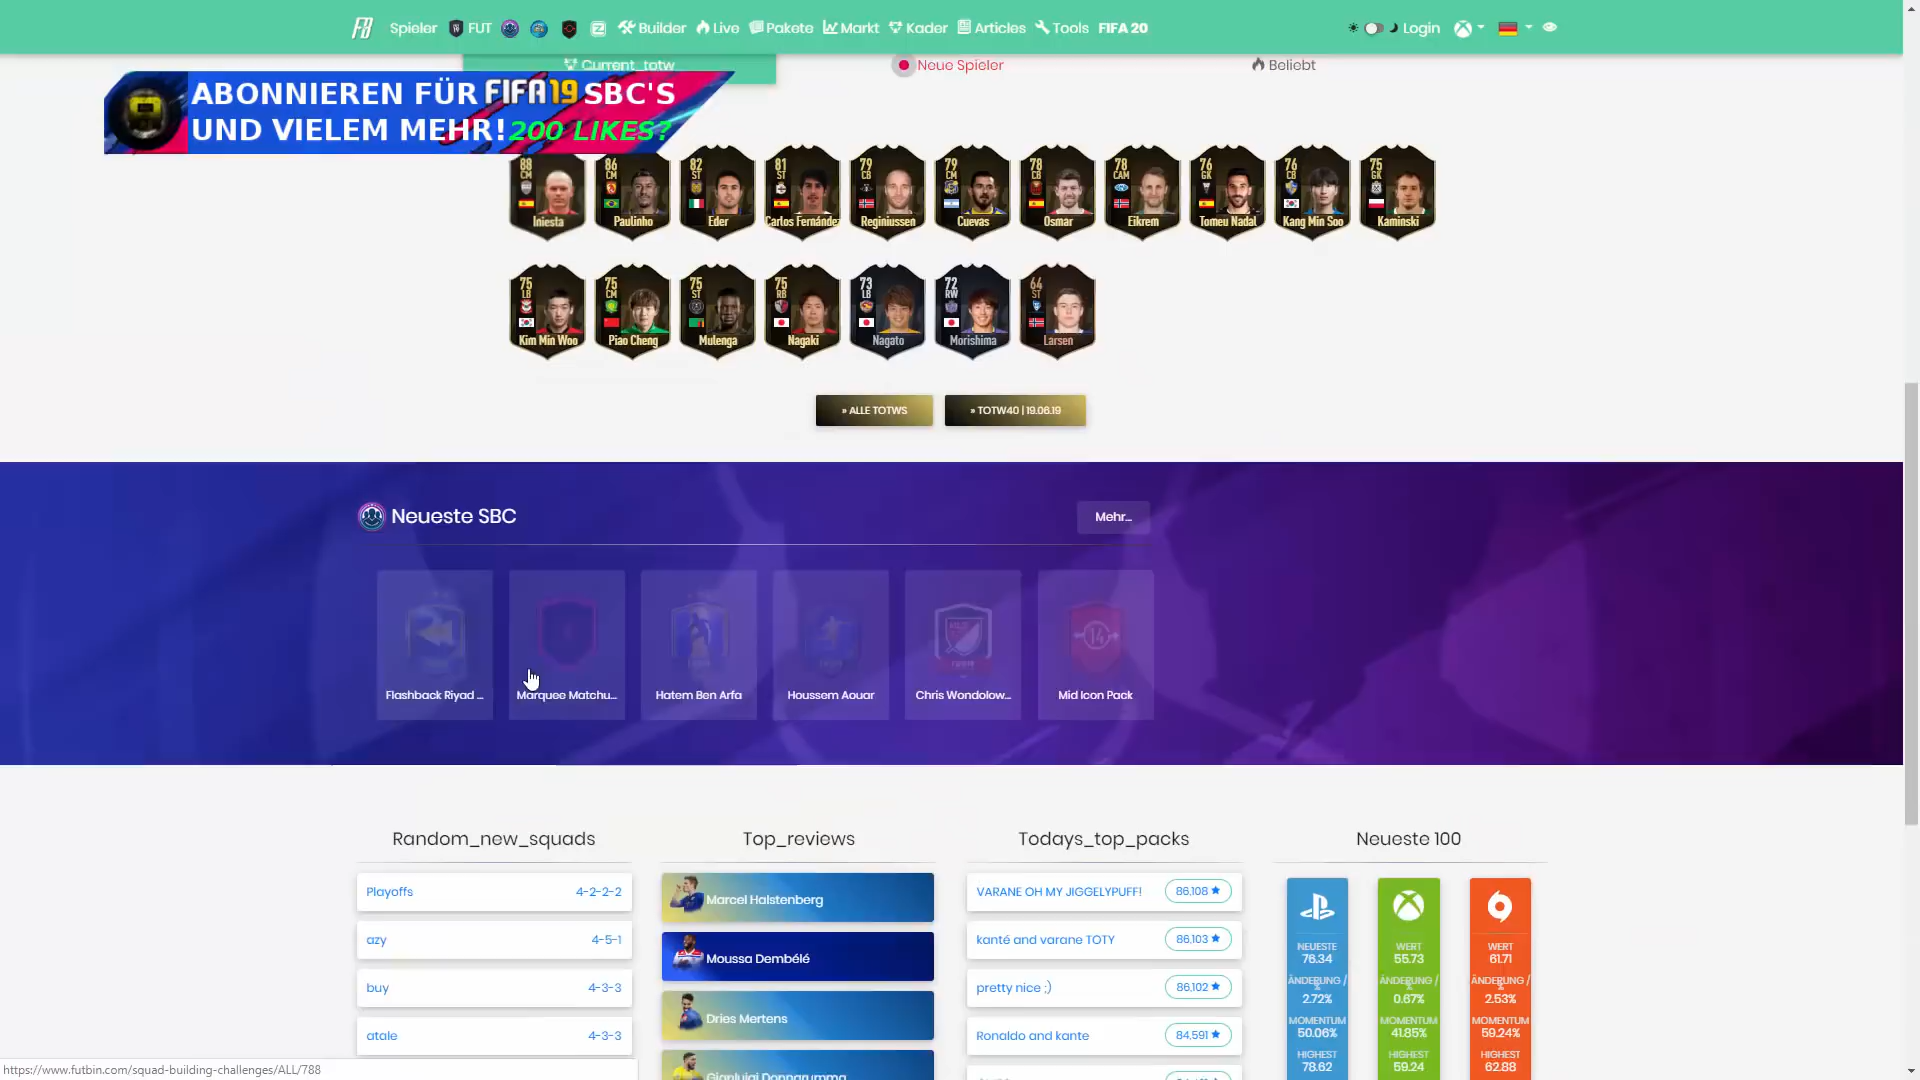 Spieler FUT Builder Live Pakete Markt Kader Articles Tools FIFA 20 Login
Current_totw Neue Spieler Beliebt
ABONNIEREN FÜR FIFA19 SBC'S
UND VIELEM MEHR! 200 LIKES?
88 CM Iniesta
86 CM Paulinho
82 ST Eder
81 ST Carlos Fernández
79 CB Reginiussen
79 CM Cuevas
78 CB Osmar
78 CAM Eikrem
76 GK Tomeu Nadal
76 CB Kang Min Soo
75 GK Kaminski
75 LB Kim Min Woo
75 CM Piao Cheng
75 ST Mulenga
75 RB Nagaki
73 LB Nagato
72 RW Morishima
64 ST Larsen
» ALLE TOTWS
» TOTW40 | 19.06.19
Neueste SBC
Mehr...
Flashback Riyad ...
Marquee Matchu...
Hatem Ben Arfa
Houssem Aouar
Chris Wondolow...
14
Mid Icon Pack
Random_new_squads
Playoffs 4-2-2-2
azy 4-5-1
buy 4-3-3
atale 4-3-3
Top_reviews
Marcel Halstenberg
Moussa Dembélé
Dries Mertens
Gianluigi Donnarumma
Todays_top_packs
VARANE OH MY JIGGELYPUFF! 86,108
kanté and varane TOTY 86,103
pretty nice ;) 86,102
Ronaldo and kante 84,591
Neueste 100
NEUESTE
76.34
ÄNDERUNG /
2.72%
MOMENTUM
50.06%
HIGHEST
78.62
WERT
55.73
ÄNDERUNG /
0.67%
MOMENTUM
41.85%
HIGHEST
59.24
WERT
61.71
ÄNDERUNG /
2.53%
MOMENTUM
59.24%
HIGHEST
62.88
https://www.futbin.com/squad-building-challenges/ALL/788